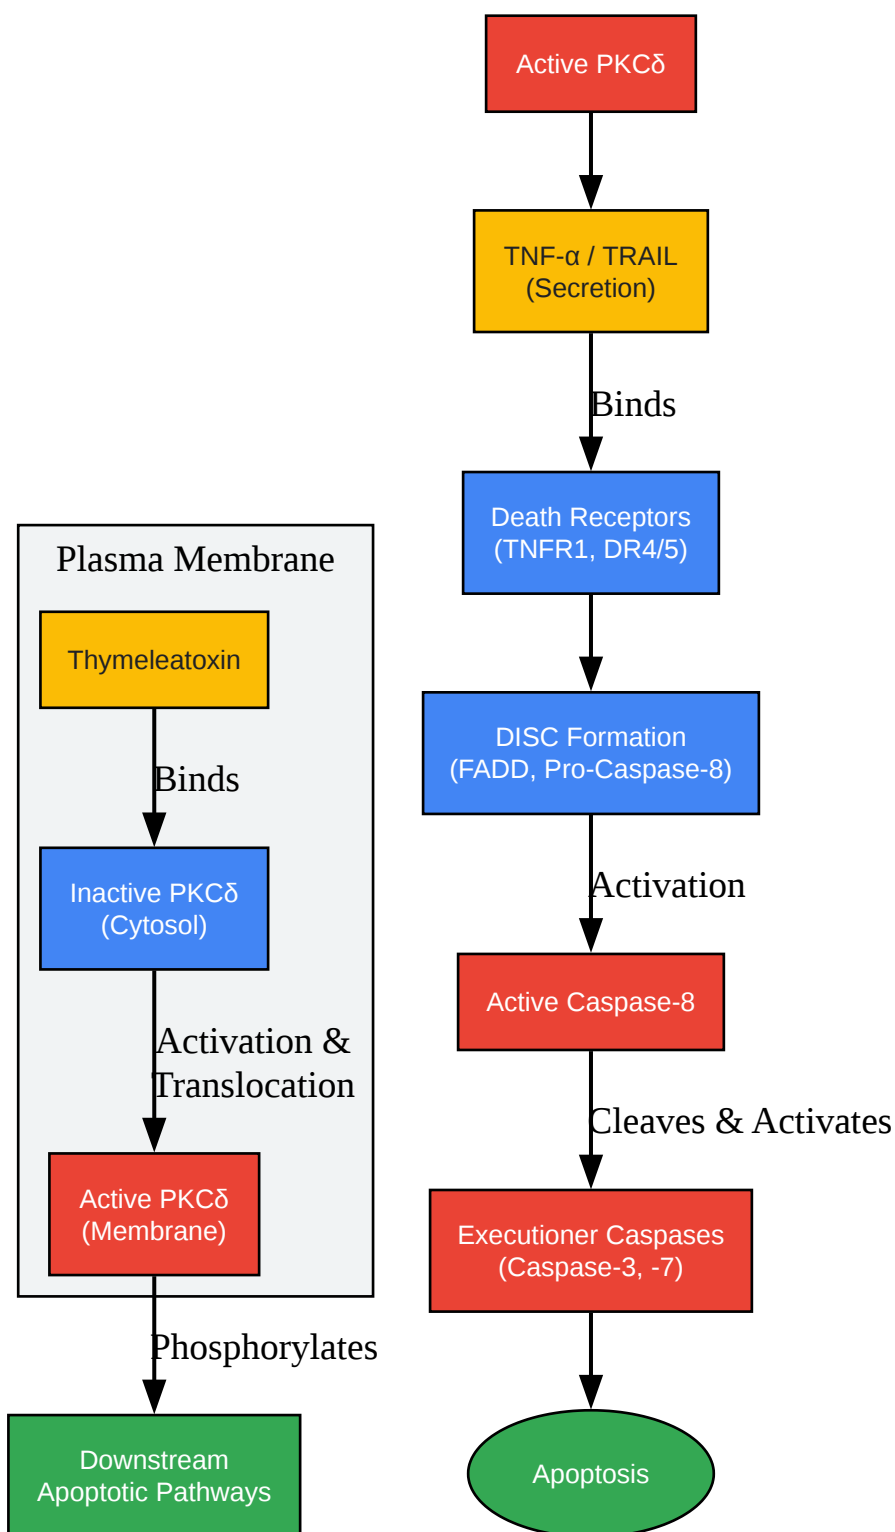 Active PKCδ
TNF-α / TRAIL
(Secretion)
Binds
Death Receptors
(TNFR1, DR4/5)
DISC Formation
(FADD, Pro-Caspase-8)
Activation
Active Caspase-8
Cleaves & Activates
Executioner Caspases
(Caspase-3, -7)
Apoptosis
Plasma Membrane
Thymeleatoxin
Binds
Inactive PKCδ
(Cytosol)
Activation &
Translocation
Active PKCδ
(Membrane)
Phosphorylates
Downstream
Apoptotic Pathways